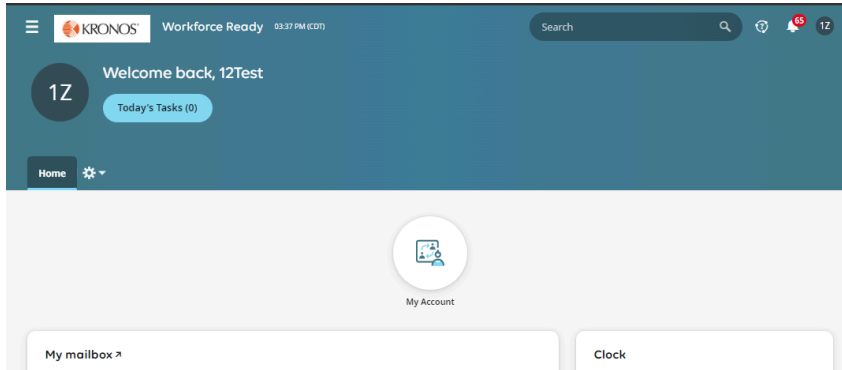 KRONOS® Workforce Ready 03:37 PM (CDT) Search 65 1Z
1Z
Welcome back, 12Test
Today's Tasks (0)
Home
My Account
My mailbox Clock